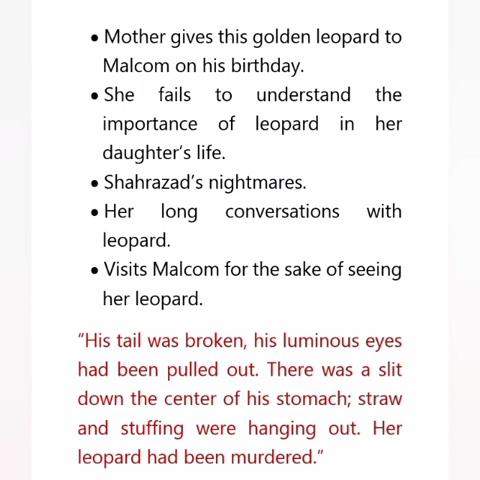 • Mother gives this golden leopard to
Malcom on his birthday.
• She fails to understand the
importance of leopard in her
daughter's life.
• Shahrazad's nightmares.
• Her long conversations with
leopard.
• Visits Malcom for the sake of seeing
her leopard.
"His tail was broken, his luminous eyes
had been pulled out. There was a slit
down the center of his stomach; straw
and stuffing were hanging out. Her
leopard had been murdered."